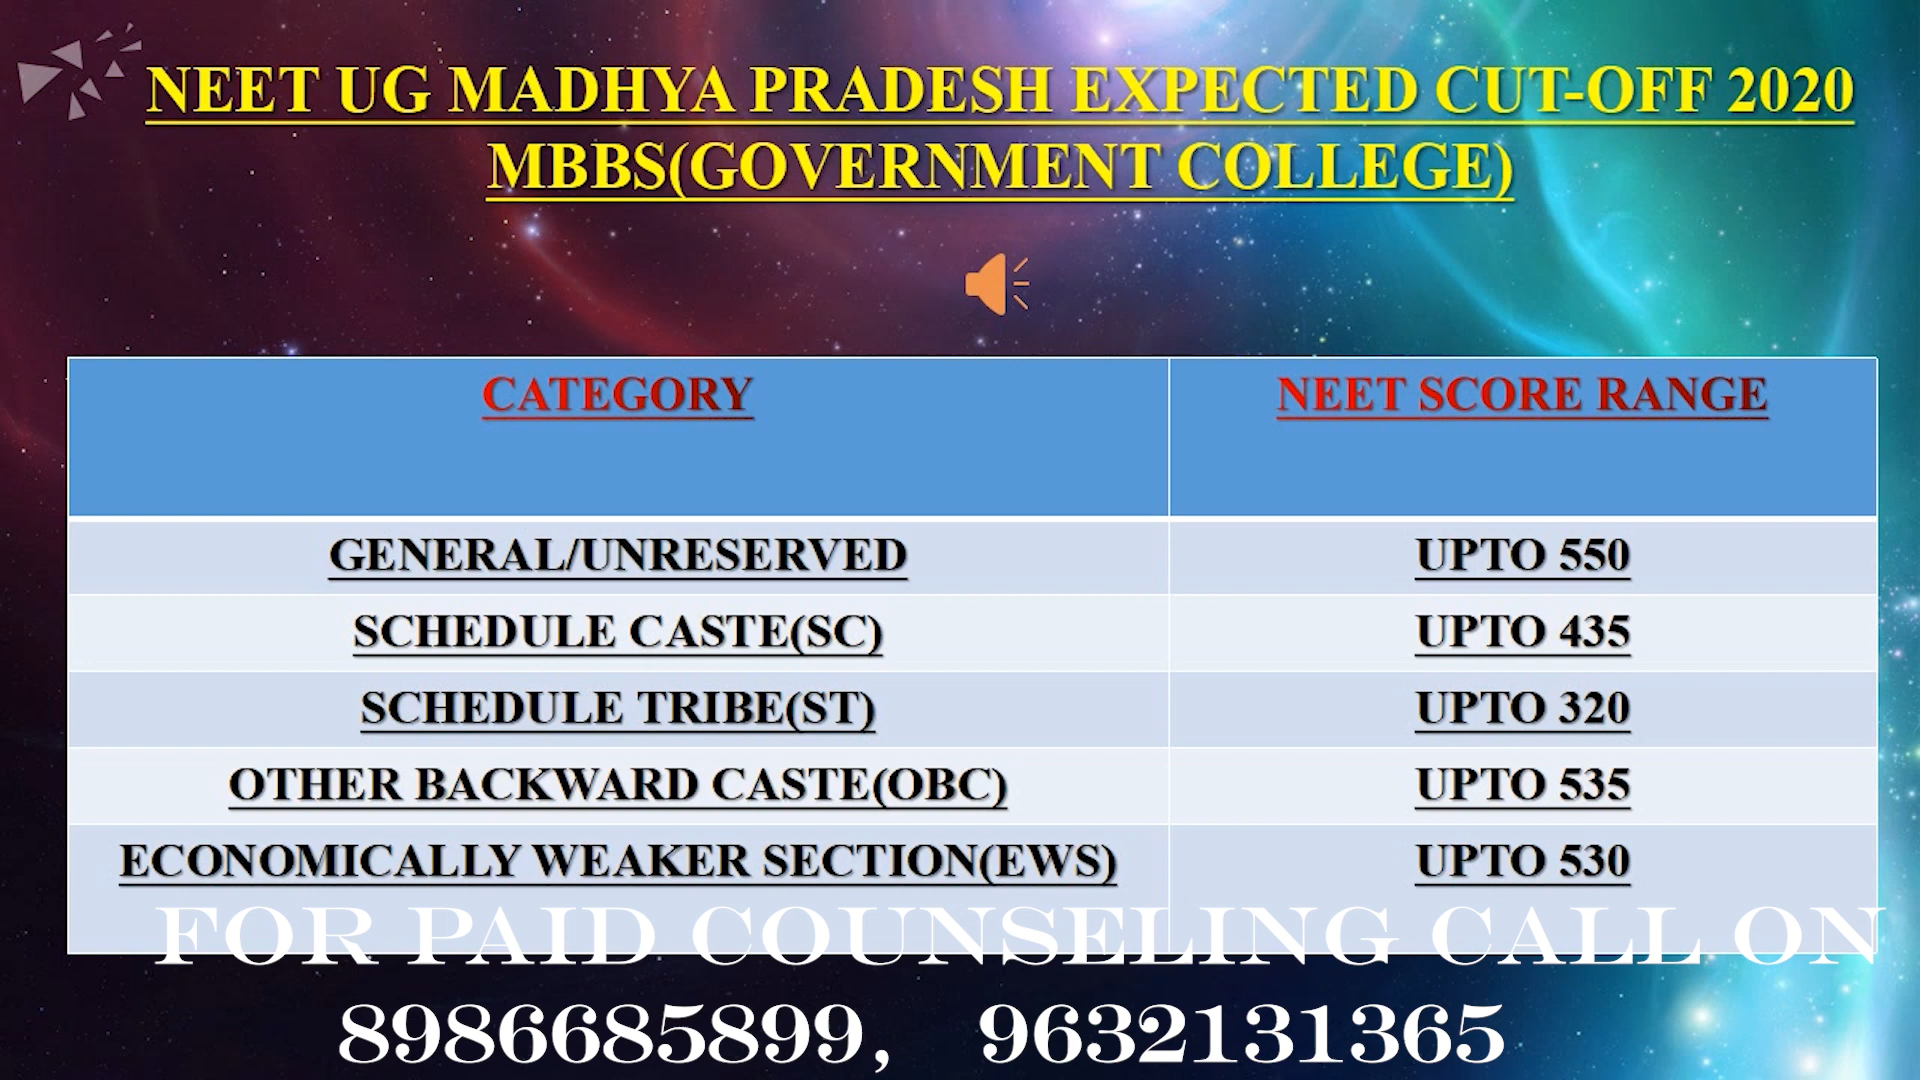 NEET UG MADHYA PRADESH EXPECTED CUT-OFF 2020
MBBS(GOVERNMENT COLLEGE)
CATEGORY NEET SCORE RANGE
GENERAL/UNRESERVED UPTO 550
SCHEDULE CASTE(SC) UPTO 435
SCHEDULE TRIBE(ST) UPTO 320
OTHER BACKWARD CASTE(OBC) UPTO 535
ECONOMICALLY WEAKER SECTION(EWS) UPTO 530
FOR PAID COUNSELING CALL ON
8986685899, 9632131365